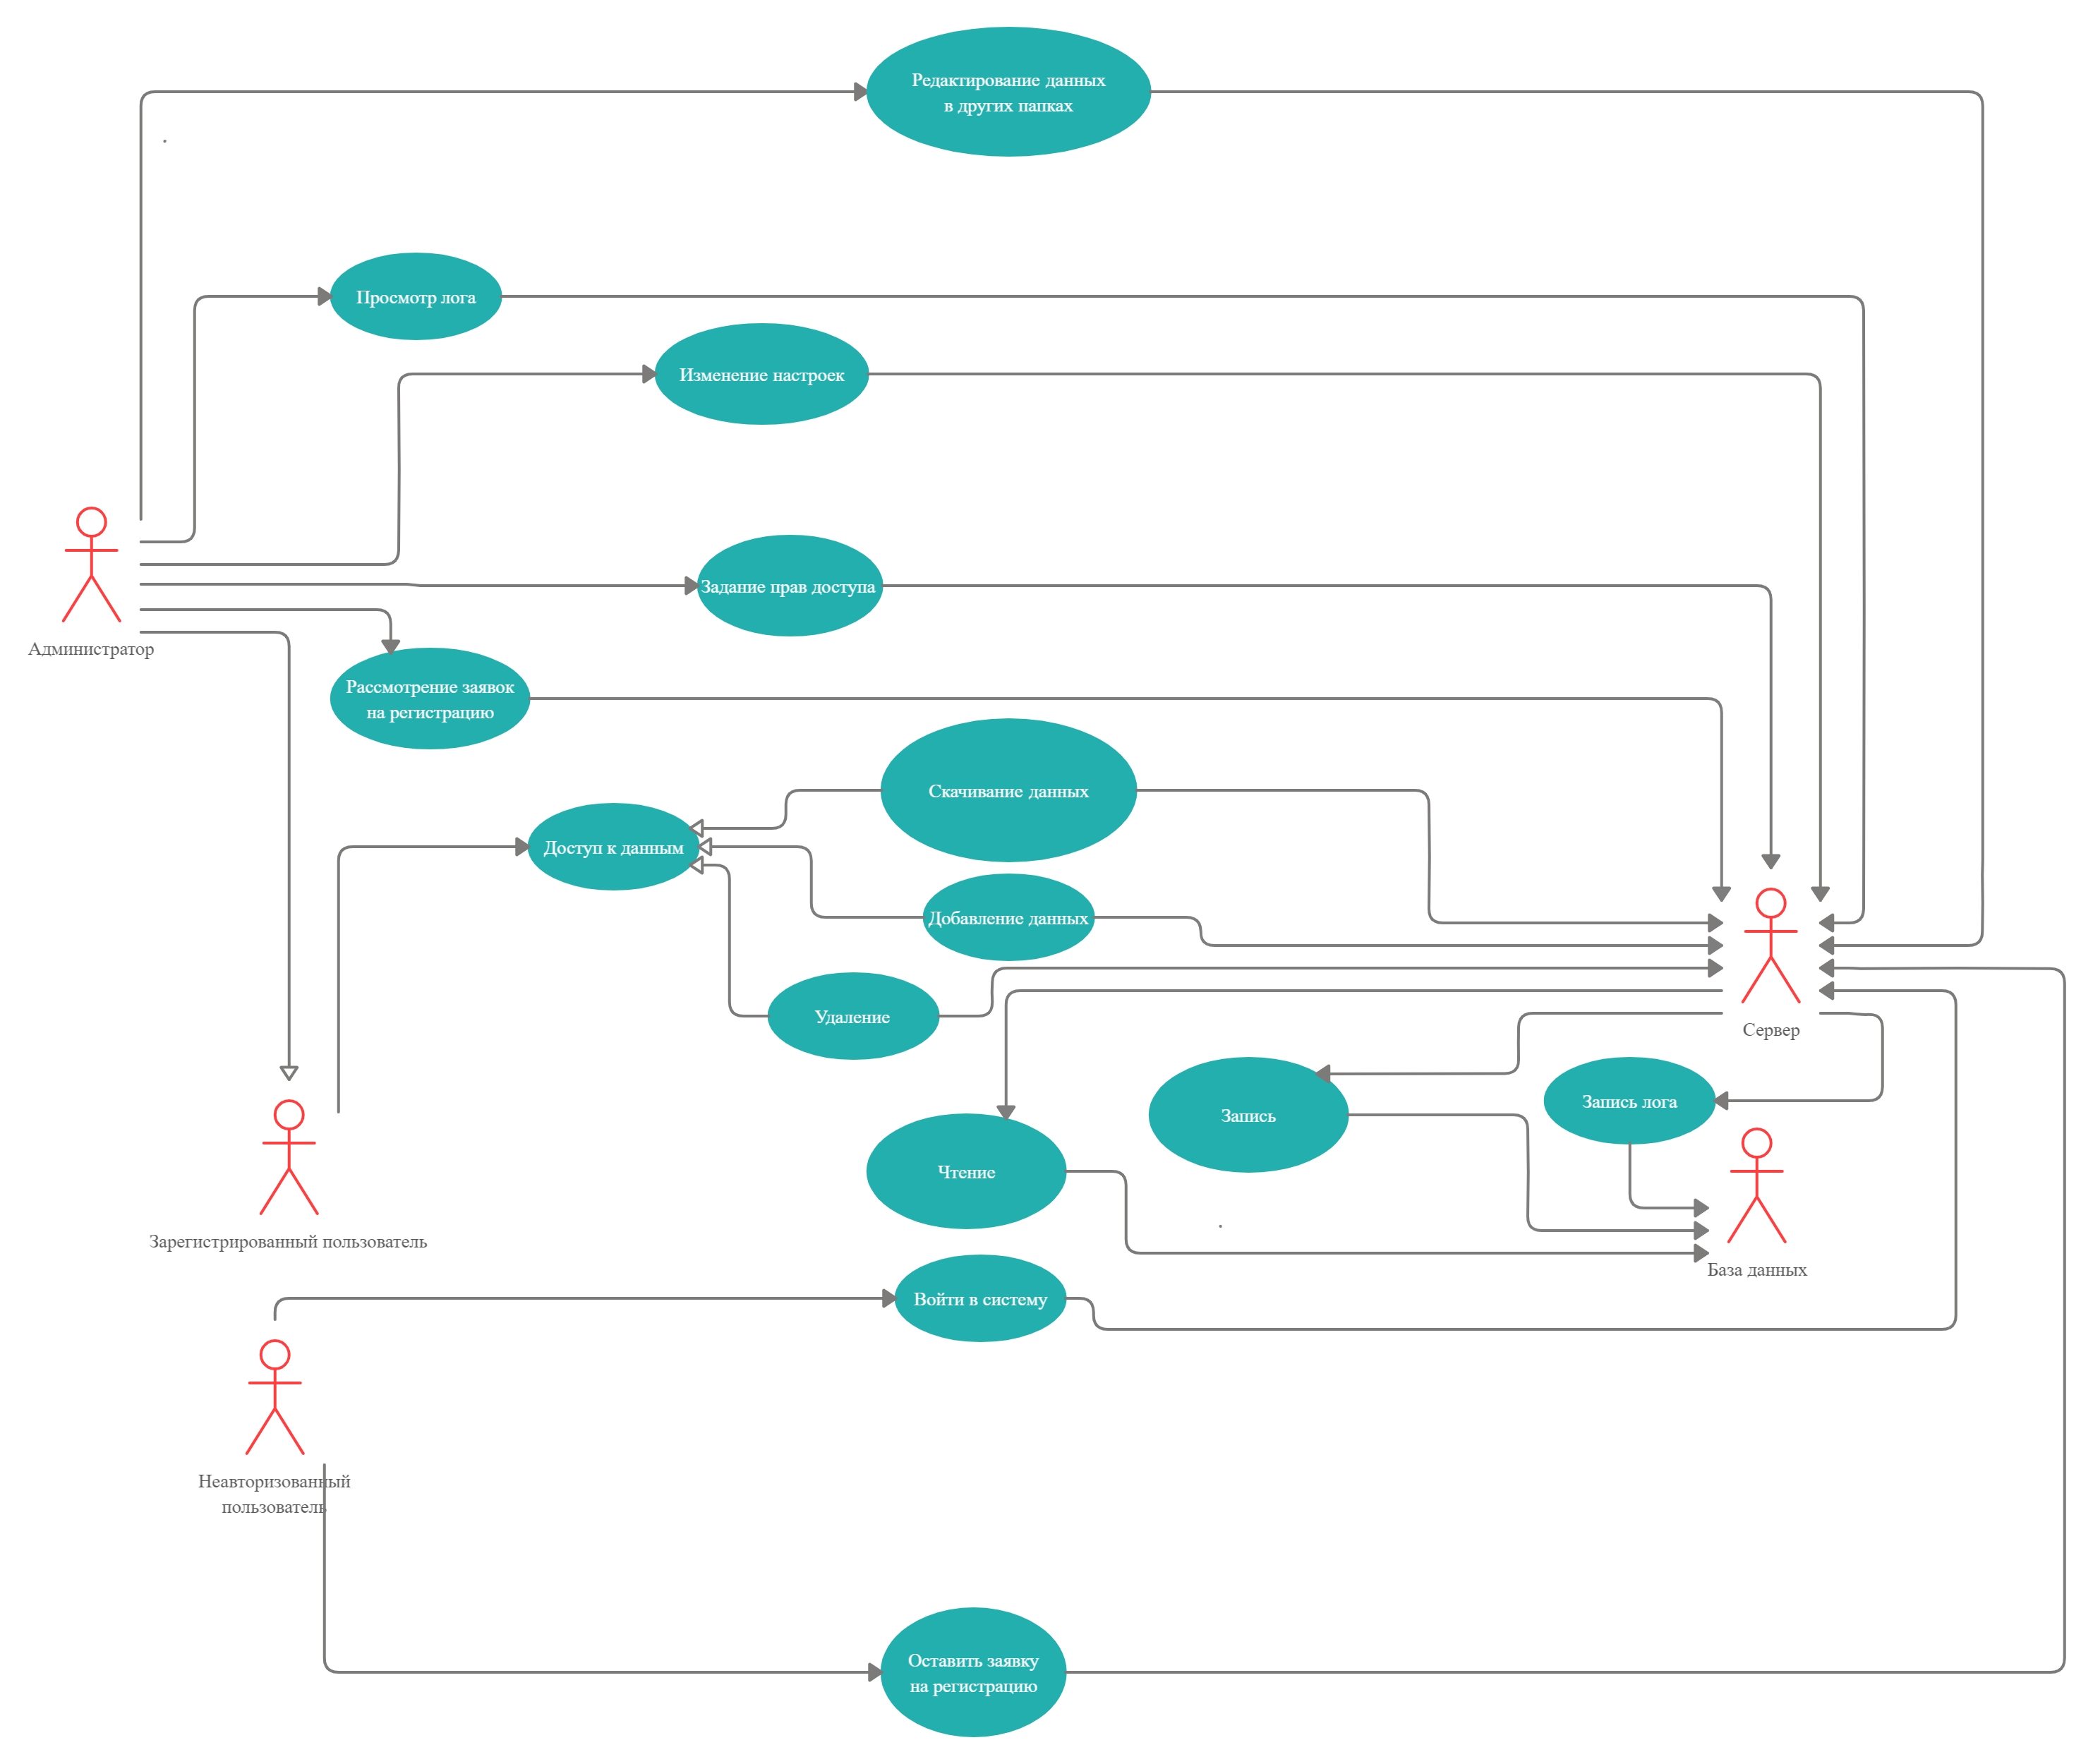 Редактирование данных
в других папках
Просмотр лога
Изменение настроек
Администратор
Задание прав доступа
Рассмотрение заявок
на регистрацию
Скачивание данных
Доступ к данным
Добавление данных
Удаление
Сервер
Запись
Запись лога
Чтение
Зарегистрированный пользователь
База данных
Войти в систему
Неавторизованный
пользователь
Оставить заявку
на регистрацию